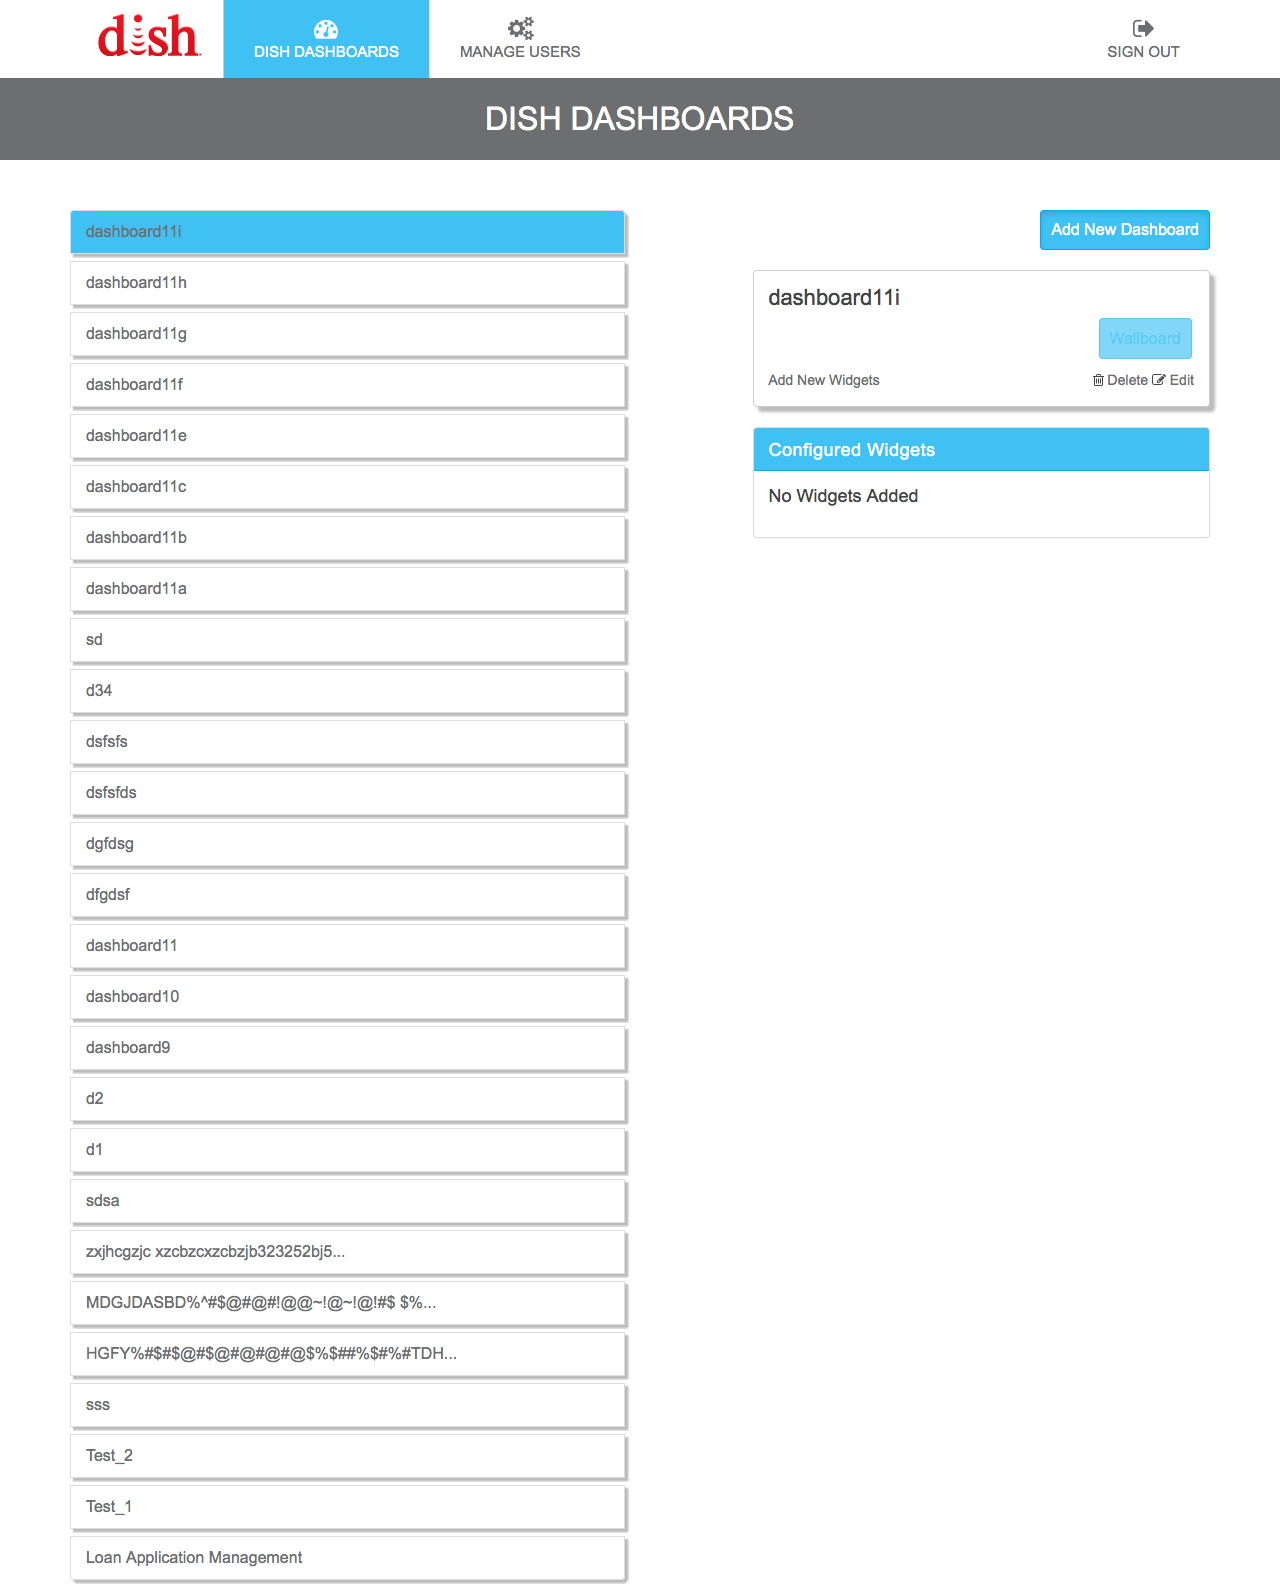 dish
DISH DASHBOARDS
MANAGE USERS
SIGN OUT
DISH DASHBOARDS
dashboard11i
dashboard11h
dashboard11g
dashboard11f
dashboard11e
dashboard11c
dashboard11b
dashboard11a
sd
d34
dsfsfs
dsfsfds
dgfdsg
dfgdsf
dashboard11
dashboard10
dashboard9
d2
d1
sdsa
zxjhcgzjc xzcbzcxzcbzjb323252bj5...
MDGJDASBD%^#$@#@#!@@~!@~!@!#$ $%...
HGFY%#$#$@#$@#@#@#@$%$##%$#%#TDH...
sss
Test_2
Test_1
Loan Application Management
Add New Dashboard
dashboard11i
Wallboard
Add New Widgets
Delete
Edit
Configured Widgets
No Widgets Added